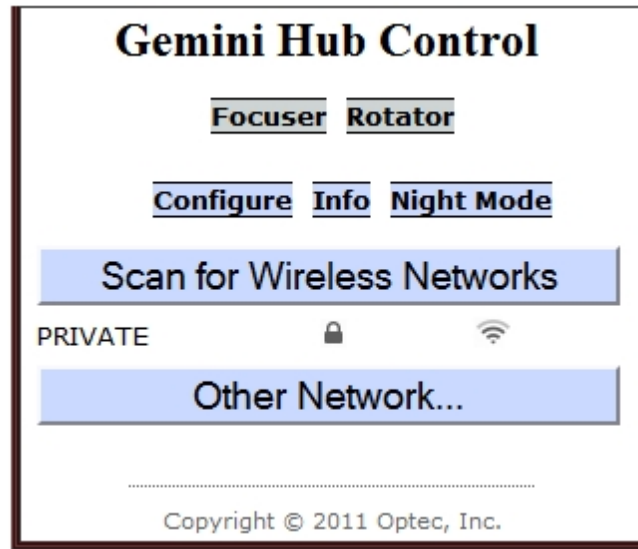 Gemini Hub Control
Focuser Rotator
Configure Info Night Mode
Scan for Wireless Networks
PRIVATE
Other Network...
Copyright © 2011 Optec, Inc.